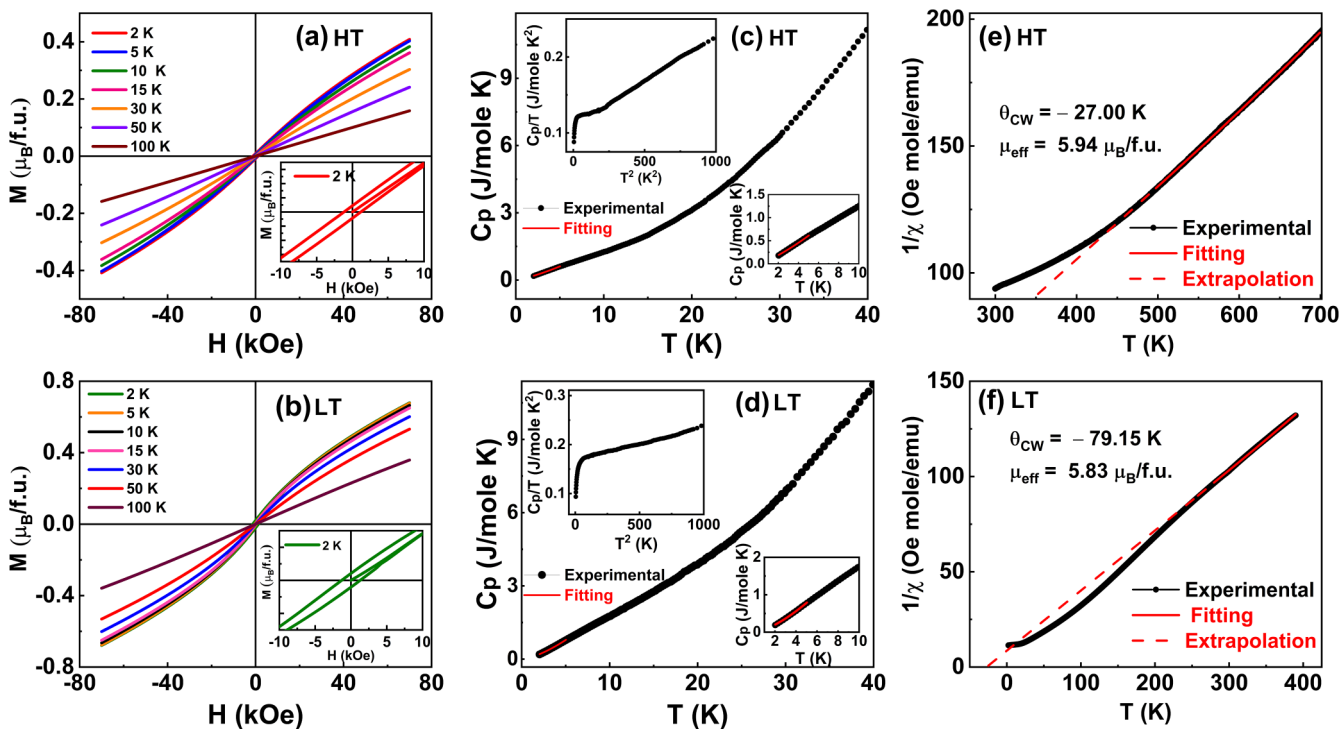 (a) HT
2 K
5 K
10 K
15 K
30 K
50 K
100 K
M (μB/f.u.)
0.4
0.2
0.0
-0.2
-0.4
-80 -40 0 40 80
H (kOe)
2 K
M (μB/f.u.)
-10 -5 0 5 10
H (kOe)
(c) HT
Cp (J/mole K)
9
6
3
0
0 10 20 30 40
T (K)
Cp/T (J/mole K²)
0.2
0.1
0 500 1000
T² (K²)
Experimental
Fitting
Cp (J/mole K)
1.5
1.0
0.5
0.0
2 4 6 8 10
T (K)
(e) HT
1/χ (Oe mole/emu)
200
150
100
θCW = − 27.00 K
μeff = 5.94 μB/f.u.
Experimental
Fitting
Extrapolation
300 400 500 600 700
T (K)
(b) LT
2 K
5 K
10 K
15 K
30 K
50 K
100 K
M (μB/f.u.)
0.8
0.4
0.0
-0.4
-0.8
-80 -40 0 40 80
H (kOe)
2 K
M (μB/f.u.)
-10 -5 0 5 10
H (kOe)
(d) LT
Cp (J/mole K)
9
6
3
0
0 10 20 30 40
T (K)
Cp/T (J/mole K²)
0.3
0.2
0.1
0 500 1000
T² (K)
Experimental
Fitting
Cp (J/mole K)
2
1
0
2 4 6 8 10
T (K)
(f) LT
1/χ (Oe mole/emu)
150
100
50
0
θCW = − 79.15 K
μeff = 5.83 μB/f.u.
Experimental
Fitting
Extrapolation
0 100 200 300 400
T (K)